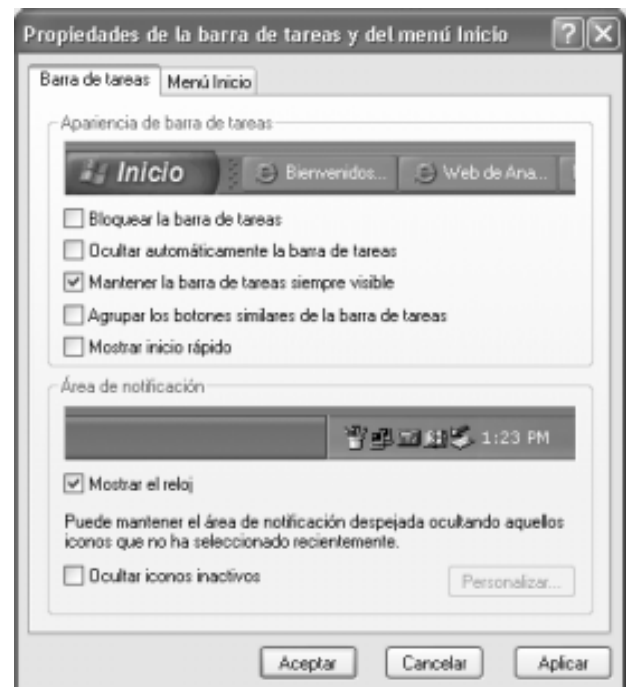 Propiedades de la barra de tareas y del menú Inicio
Barra de tareas Menú Inicio
Apariencia de barra de tareas
Inicio Bienvenidos... Web de Ana...
Bloquear la barra de tareas
Ocultar automáticamente la barra de tareas
Mantener la barra de tareas siempre visible
Agrupar los botones similares de la barra de tareas
Mostrar inicio rápido
Área de notificación
1:23 PM
Mostrar el reloj
Puede mantener el área de notificación despejada ocultando aquellos
iconos que no ha seleccionado recientemente.
Ocultar iconos inactivos Personalizar...
Aceptar Cancelar Aplicar